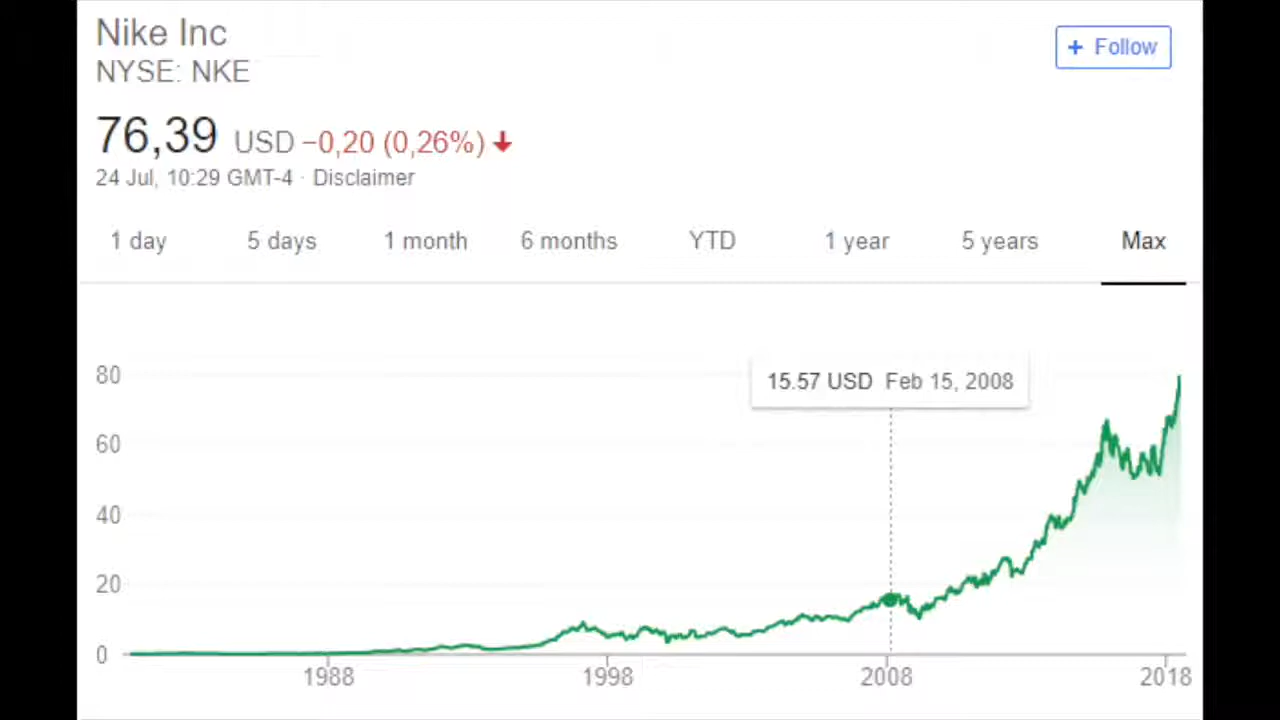 Nike Inc
+ Follow
NYSE: NKE
76,39 USD −0,20 (0,26%)
24 Jul, 10:29 GMT-4 · Disclaimer
1 day 5 days 1 month 6 months YTD 1 year 5 years Max
15.57 USD Feb 15, 2008
80
60
40
20
0
1988 1998 2008 2018